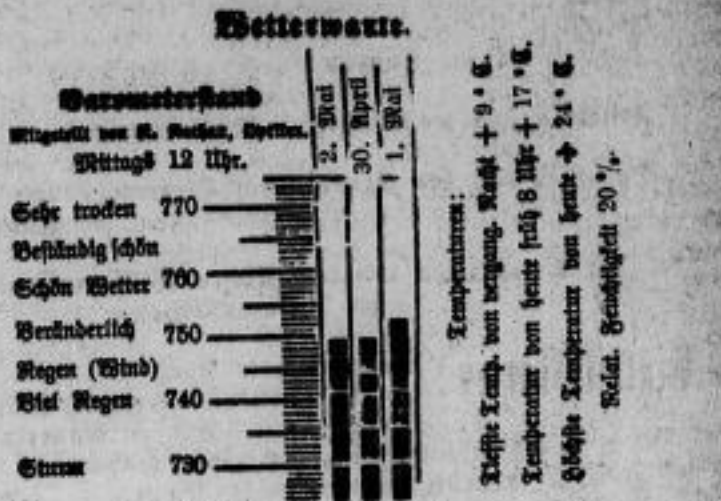 Wetterwarte.
Barometerstand
Mitgeteilt von R. Nathan, Optiker.
Mittags 12 Uhr.
2. Mai
30. April
1. Mai
Sehr trocken 770
Beständig schön
Schön Wetter 760
Veränderlich 750
Regen (Wind)
Viel Regen 740
Sturm 730
Temperaturen:
Tiefste Temp. von vergang. Nacht + 9° C.
Temperatur von heute früh 8 Uhr + 17 °C.
Höchste Temperatur von heute + 24° C.
Relat. Feuchtigkeit 20 %.